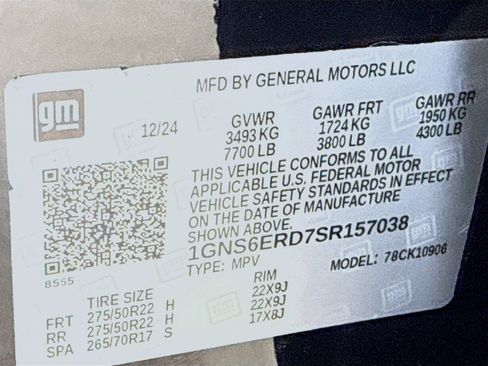 gm
MFD BY GENERAL MOTORS LLC
12/24
GVWR GAWR FRT GAWR RR
3493 KG 1724 KG 1950 KG
7700 LB 3800 LB 4300 LB
THIS VEHICLE CONFORMS TO ALL
APPLICABLE U.S. FEDERAL MOTOR
VEHICLE SAFETY STANDARDS IN EFFECT
ON THE DATE OF MANUFACTURE
SHOWN ABOVE.
1GNS6ERD7SR157038
TYPE: MPV MODEL: 78CK10906
8555
TIRE SIZE RIM
FRT 275/50R22 H 22X9J
RR 275/50R22 H 22X9J
SPA 265/70R17 S 17X8J